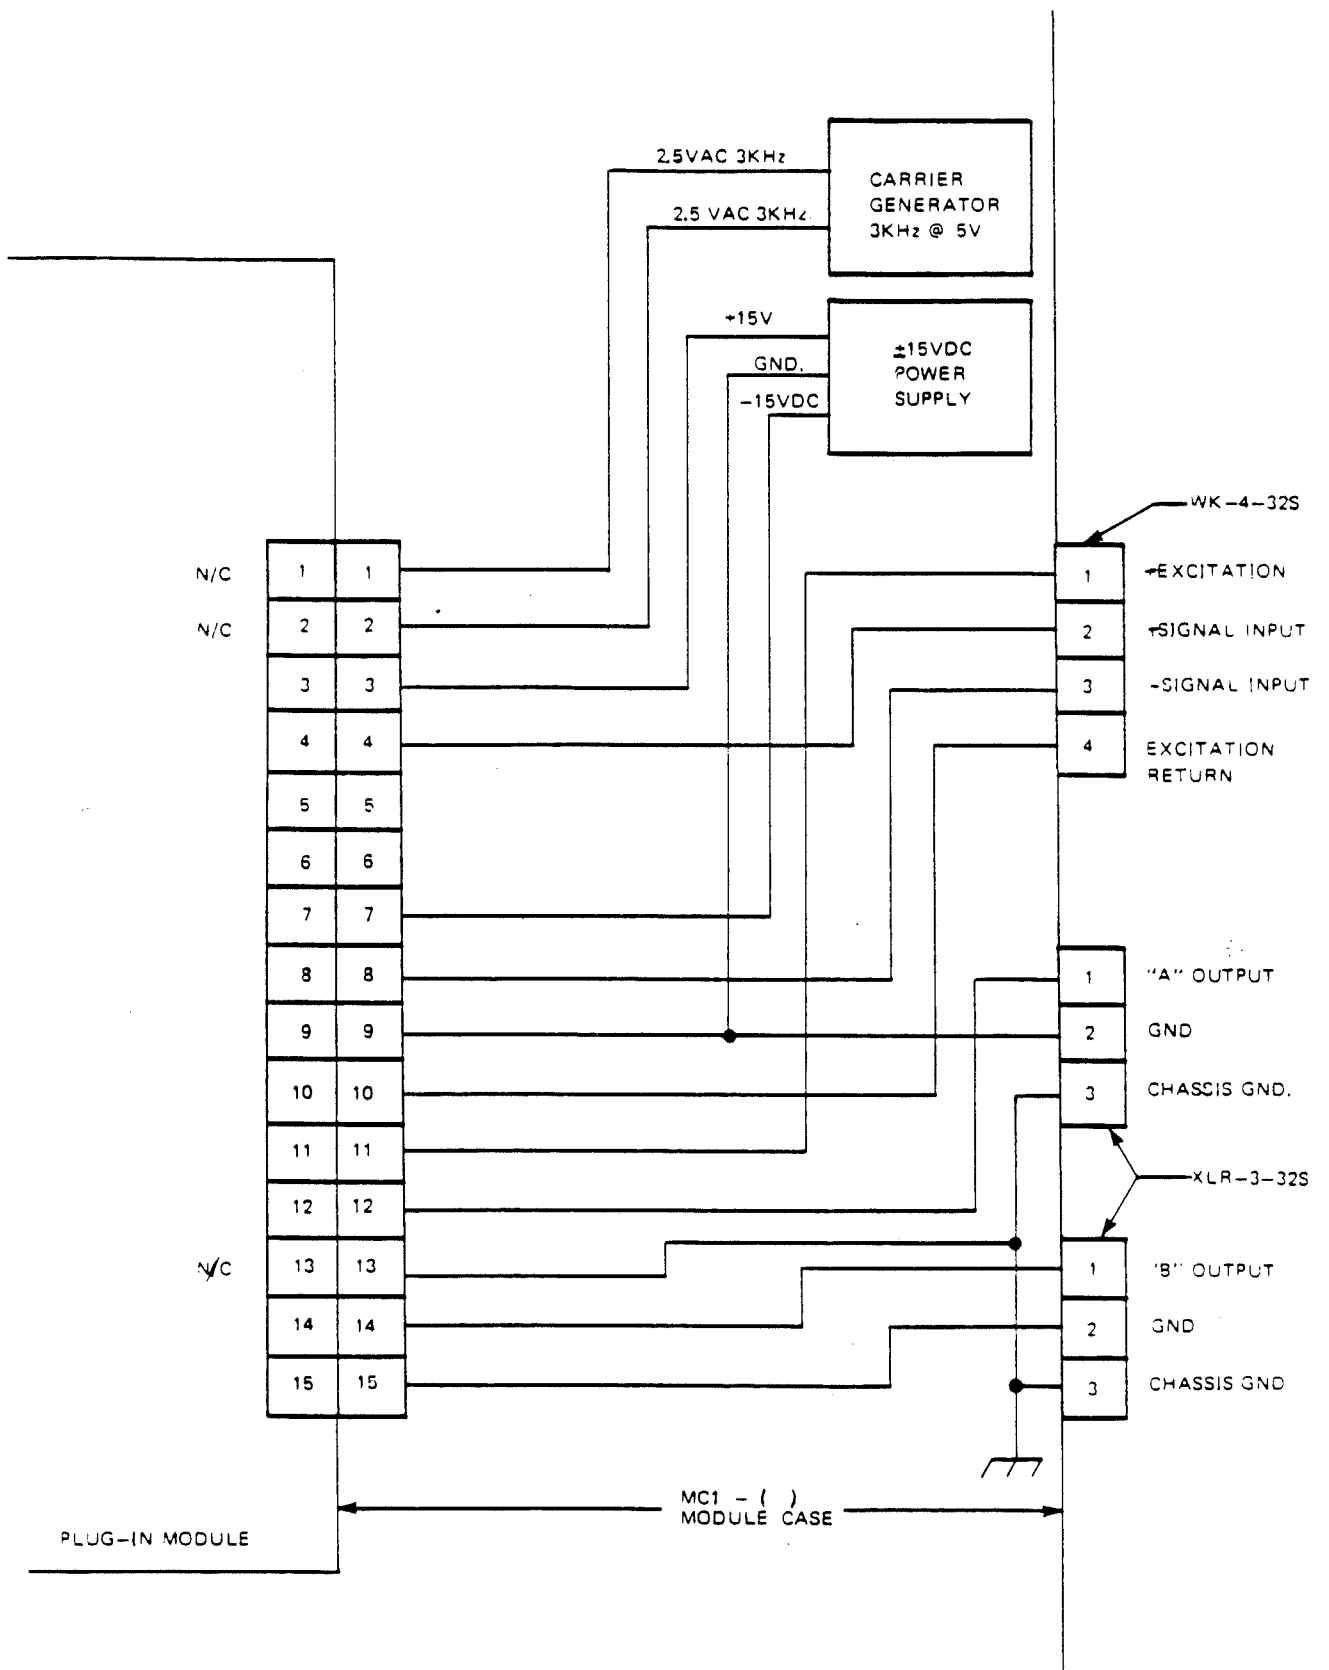 2.5VAC 3KHz
CARRIER
GENERATOR
3KHz @ 5V
2.5 VAC 3KHz
+15V
±15VDC
POWER
SUPPLY
GND.
-15VDC
WK-4-32S
N/C 1 1
1 +EXCITATION
N/C 2 2
2 +SIGNAL INPUT
3 3
3 -SIGNAL INPUT
4 4
4 EXCITATION
RETURN
5 5
6 6
7 7
8 8
1 "A" OUTPUT
9 9
2 GND
10 10
3 CHASSIS GND.
11 11
XLR-3-32S
12 12
N/C 13 13
1 "B" OUTPUT
14 14
2 GND
15 15
3 CHASSIS GND
MC1 - ( )
MODULE CASE
PLUG-IN MODULE